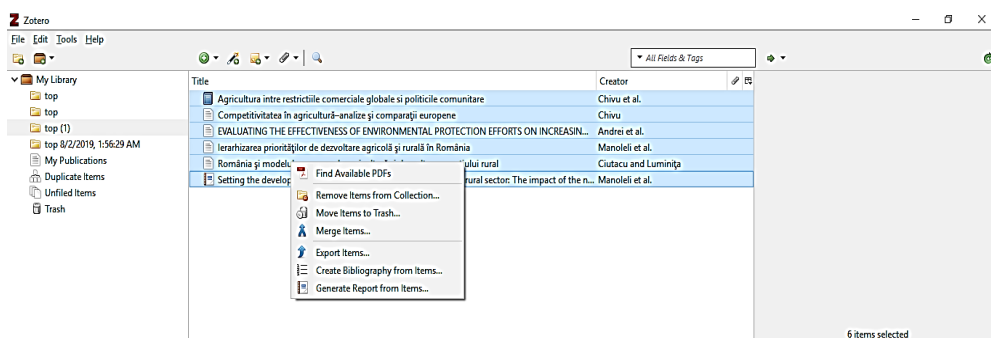 Zotero
File Edit Tools Help
All Fields & Tags
My Library
Title Creator
top
Agricultura intre restrictiile comerciale globale si politicile comunitare Chivu et al.
top
Competitivitatea în agricultură–analize şi comparaţii europene Chivu
top (1)
EVALUATING THE EFFECTIVENESS OF ENVIRONMENTAL PROTECTION EFFORTS ON INCREASIN... Andrei et al.
top 8/2/2019, 1:56:29 AM
Ierarhizarea priorităţilor de dezvoltare agricolă şi rurală în România Manoleli et al.
My Publications
România şi modelu ui rural Ciutacu and Luminiţa
Duplicate Items
Setting the develop rural sector: The impact of the n... Manoleli et al.
Unfiled Items
Trash
Find Available PDFs
Remove Items from Collection...
Move Items to Trash...
Merge Items...
Export Items...
Create Bibliography from Items...
Generate Report from Items...
6 items selected